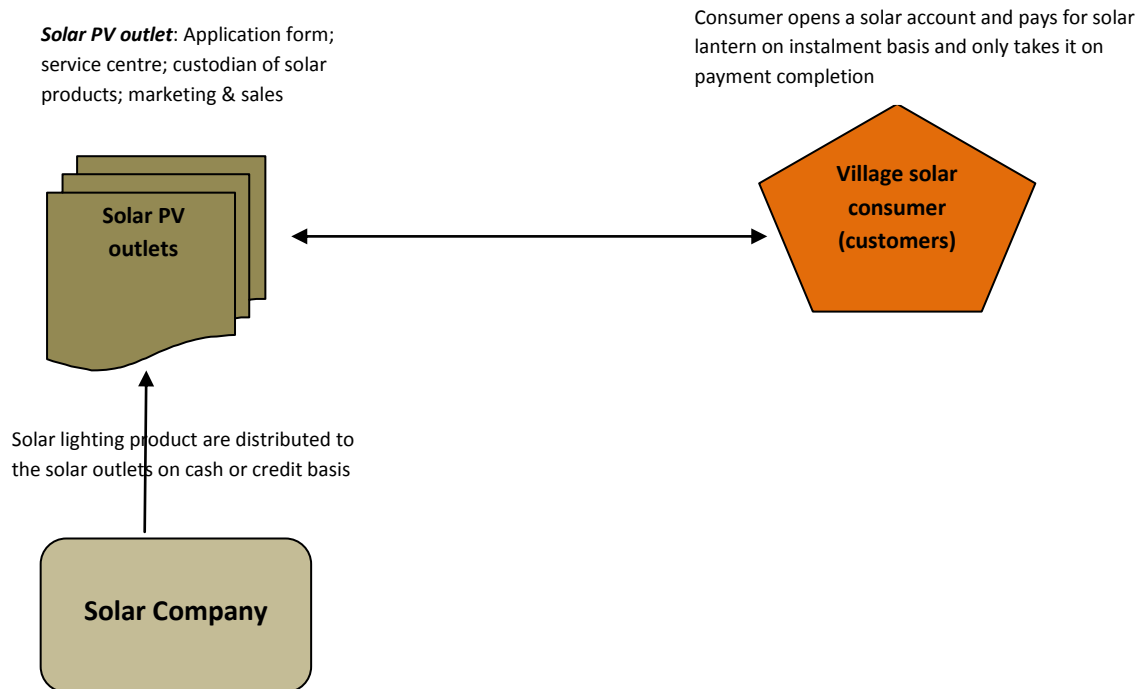 Solar PV outlet: Application form;
service centre; custodian of solar
products; marketing & sales
Consumer opens a solar account and pays for solar
lantern on instalment basis and only takes it on
payment completion
Solar PV
outlets
Village solar
consumer
(customers)
Solar lighting product are distributed to
the solar outlets on cash or credit basis
Solar Company